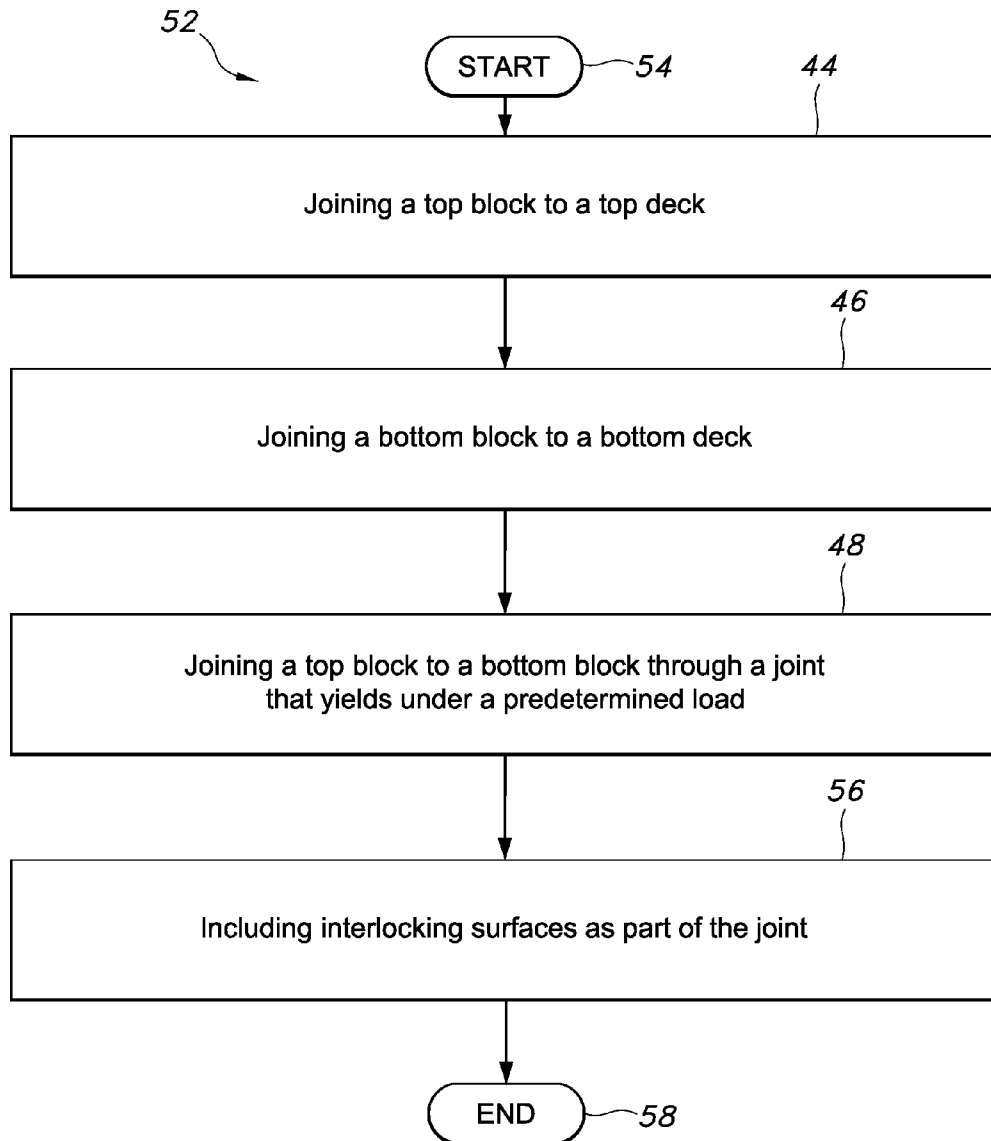 52
START
54
44
Joining a top block to a top deck
46
Joining a bottom block to a bottom deck
48
Joining a top block to a bottom block through a joint
that yields under a predetermined load
56
Including interlocking surfaces as part of the joint
END
58